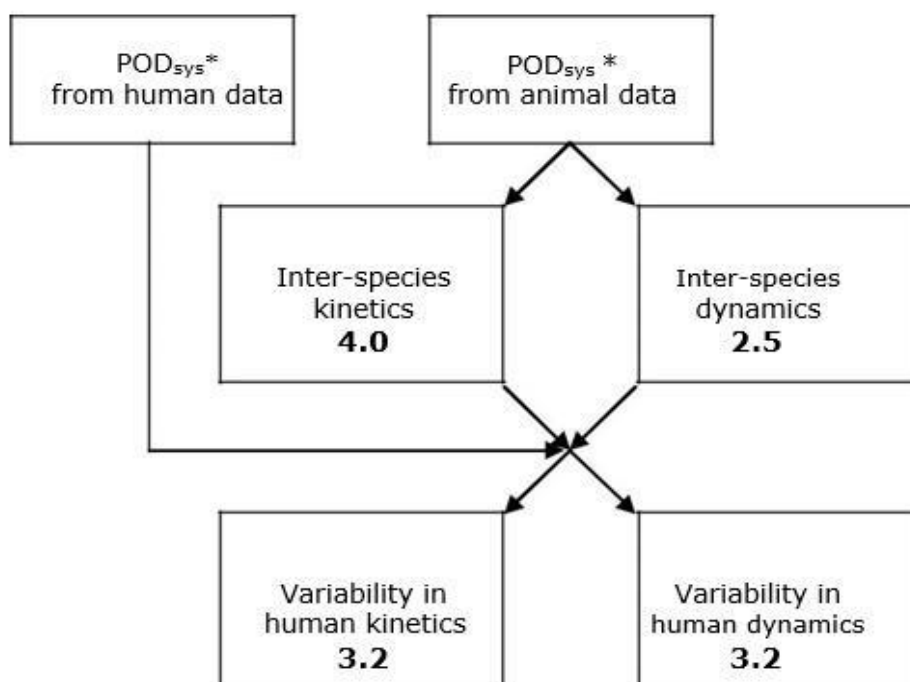 PODsys*
from human data
PODsys *
from animal data
Inter-species
kinetics
4.0
Inter-species
dynamics
2.5
Variability in
human kinetics
3.2
Variability in
human dynamics
3.2